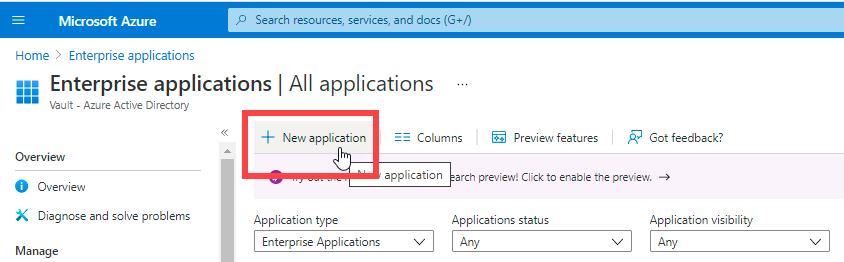 Microsoft Azure
Search resources, services, and docs (G+/)
Home > Enterprise applications
Enterprise applications | All applications ...
Vault - Azure Active Directory
«
+ New application
Columns
Preview features
Got feedback?
Overview
Try out the
New application
earch preview! Click to enable the preview. →
Overview
Diagnose and solve problems
Manage
Application type
Applications status
Application visibility
Enterprise Applications
Any
Any